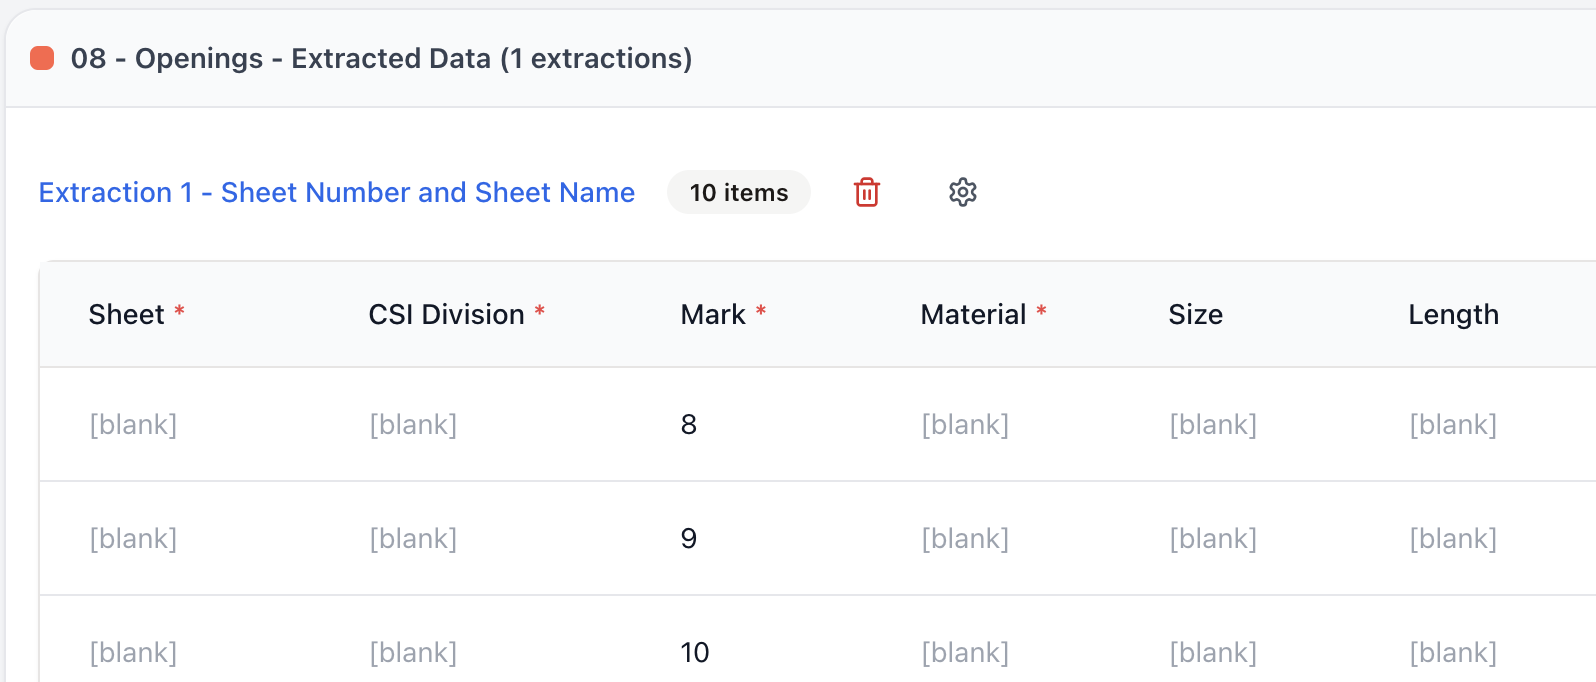 08 - Openings - Extracted Data (1 extractions)
Extraction 1 - Sheet Number and Sheet Name 10 items
Sheet * CSI Division * Mark * Material * Size Length
[blank] [blank] 8 [blank] [blank] [blank]
[blank] [blank] 9 [blank] [blank] [blank]
[blank] [blank] 10 [blank] [blank] [blank]